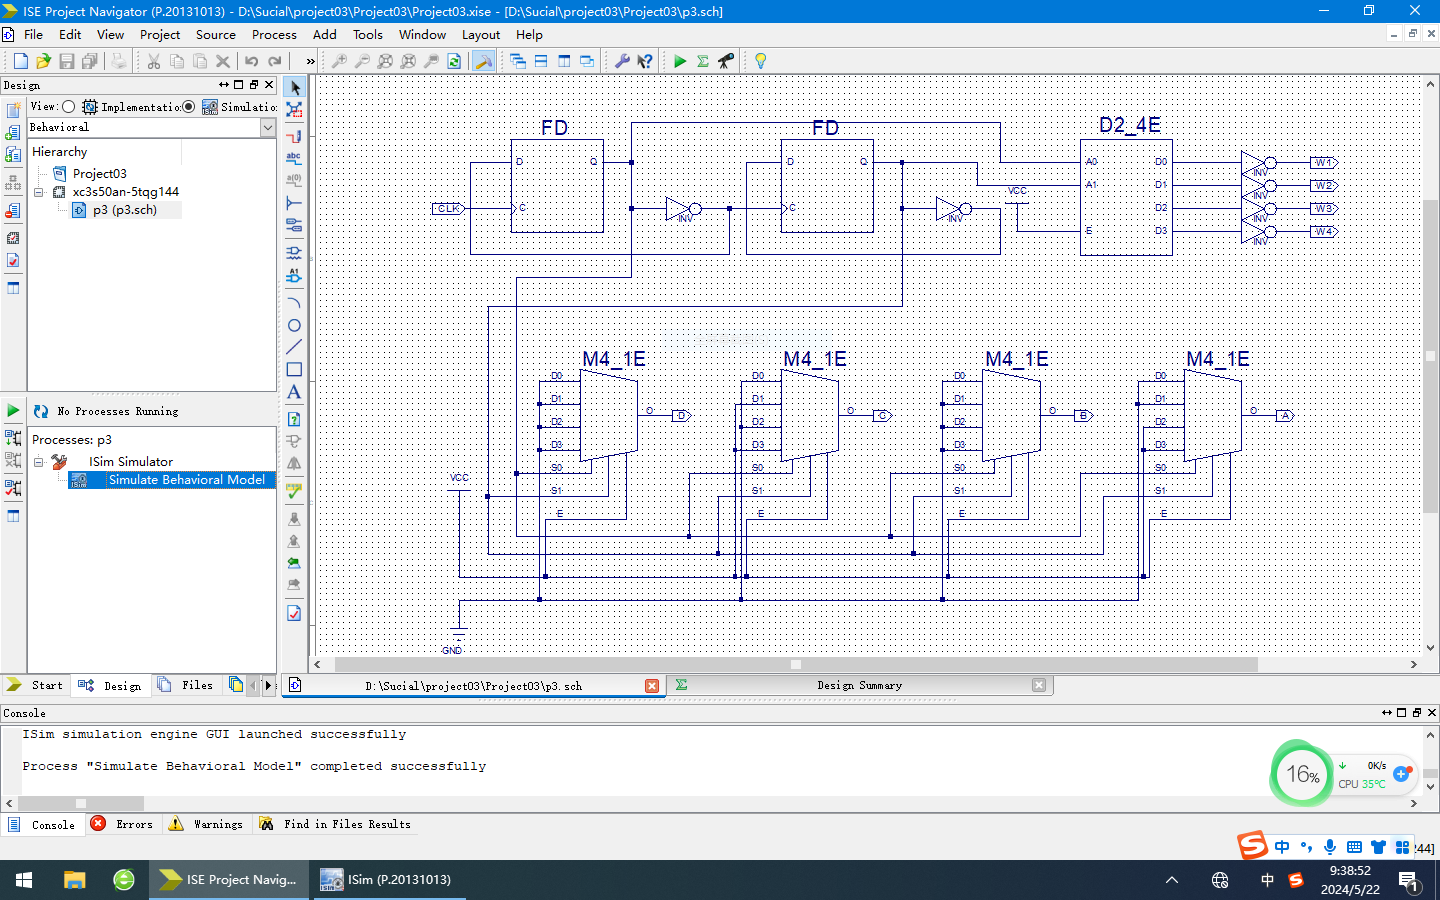 ISE Project Navigator (P.20131013) - D:\Sucial\project03\Project03\Project03.xise - [D:\Sucial\project03\Project03\p3.sch]
File Edit View Project Source Process Add Tools Window Layout Help
Design
View: Implementatio: Simulatio:
Behavioral
Hierarchy
Project03
xc3s50an-5tqg144
p3 (p3.sch)
No Processes Running
Processes: p3
ISim Simulator
Simulate Behavioral Model
Start Design Files
abc
a(0)
A1
A
FD FD D2_4E
D Q D Q A0 D0 INV W1
VCC A1 D1 INV W2
CLK C INV C INV D2 INV W3
E D3 INV W4
M4_1E M4_1E M4_1E M4_1E
D0 D0 D0 D0
D1 D1 D1 D1
O D O C O B O A
D2 D2 D2 D2
D3 D3 D3 D3
S0 S0 S0 S0
VCC
S1 S1 S1 S1
E E E E
GND
D:\Sucial\project03\Project03\p3.sch Design Summary
Console
ISim simulation engine GUI launched successfully
Process "Simulate Behavioral Model" completed successfully
16%
0K/s
CPU 35℃
Console Errors Warnings Find in Files Results
中
:44]
ISE Project Navig... ISim (P.20131013)
中
9:38:52
2024/5/22
1